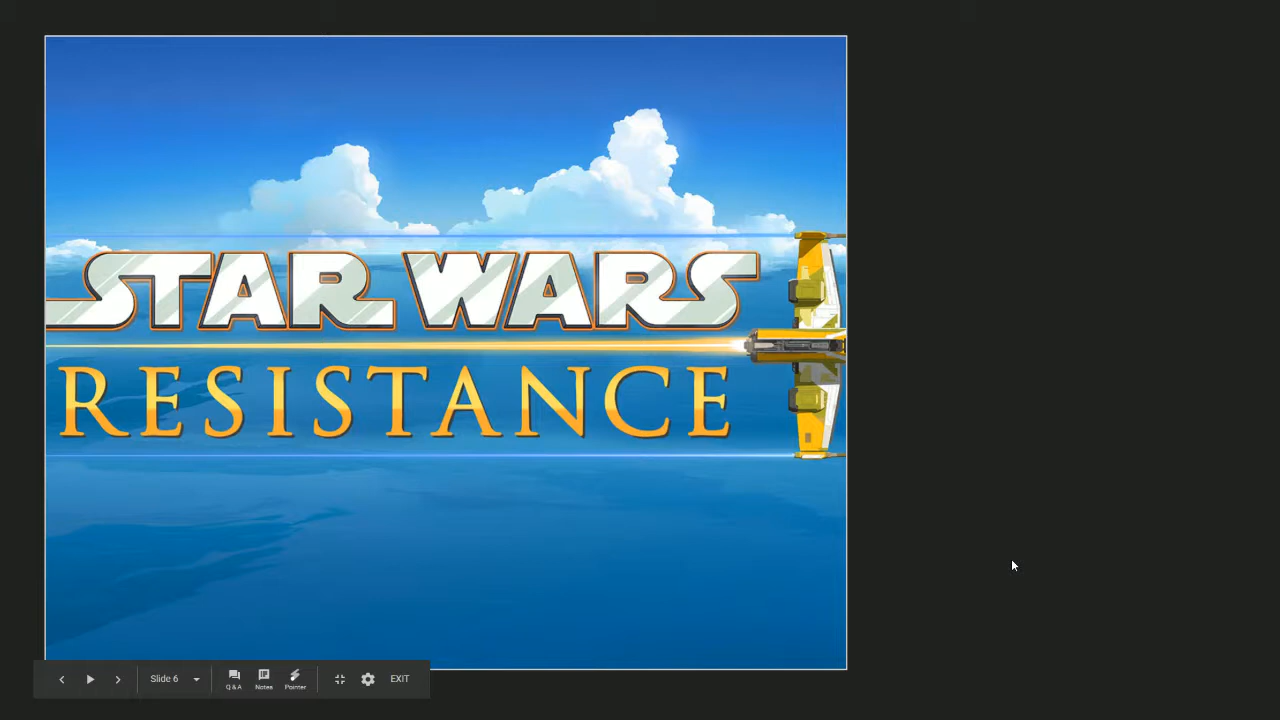 STAR WARS
RESISTANCE
Slide 6
Q & A
Notes
Pointer
EXIT